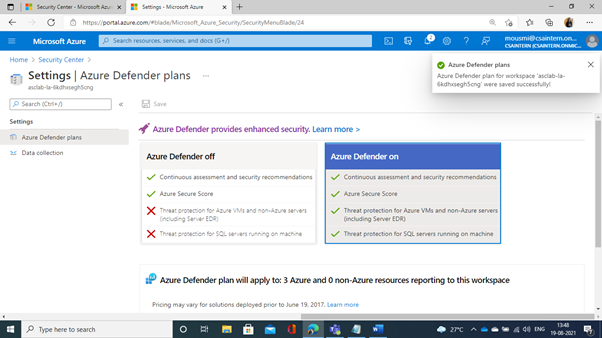 Security Center - Microsoft Azu
Settings - Microsoft Azure
https://portal.azure.com/#blade/Microsoft_Azure_Security/SecurityMenuBlade/24
Microsoft Azure
Search resources, services, and docs (G+/)
2
mousmi@csaintern.on...
CSAINTERN (CSAINTERN.ONMIC...
Home > Security Center >
Settings | Azure Defender plans ...
asclab-la-6kdhxsegh5cng
Azure Defender plans
Azure Defender plan for workspace 'asclab-la-
6kdhxsegh5cng' were saved successfully!
Search (Ctrl+/)
Save
Settings
Azure Defender plans
Data collection
Azure Defender provides enhanced security. Learn more >
Azure Defender off
Continuous assessment and security recommendations
Azure Secure Score
Threat protection for Azure VMs and non-Azure servers
(including Server EDR)
Threat protection for SQL servers running on machine
Azure Defender on
Continuous assessment and security recommendations
Azure Secure Score
Threat protection for Azure VMs and non-Azure servers
(including Server EDR)
Threat protection for SQL servers running on machine
Azure Defender plan will apply to: 3 Azure and 0 non-Azure resources reporting to this workspace
Pricing may vary for solutions deployed prior to June 19, 2017. Learn more
Type here to search
27°C
ENG
13:48
19-08-2021